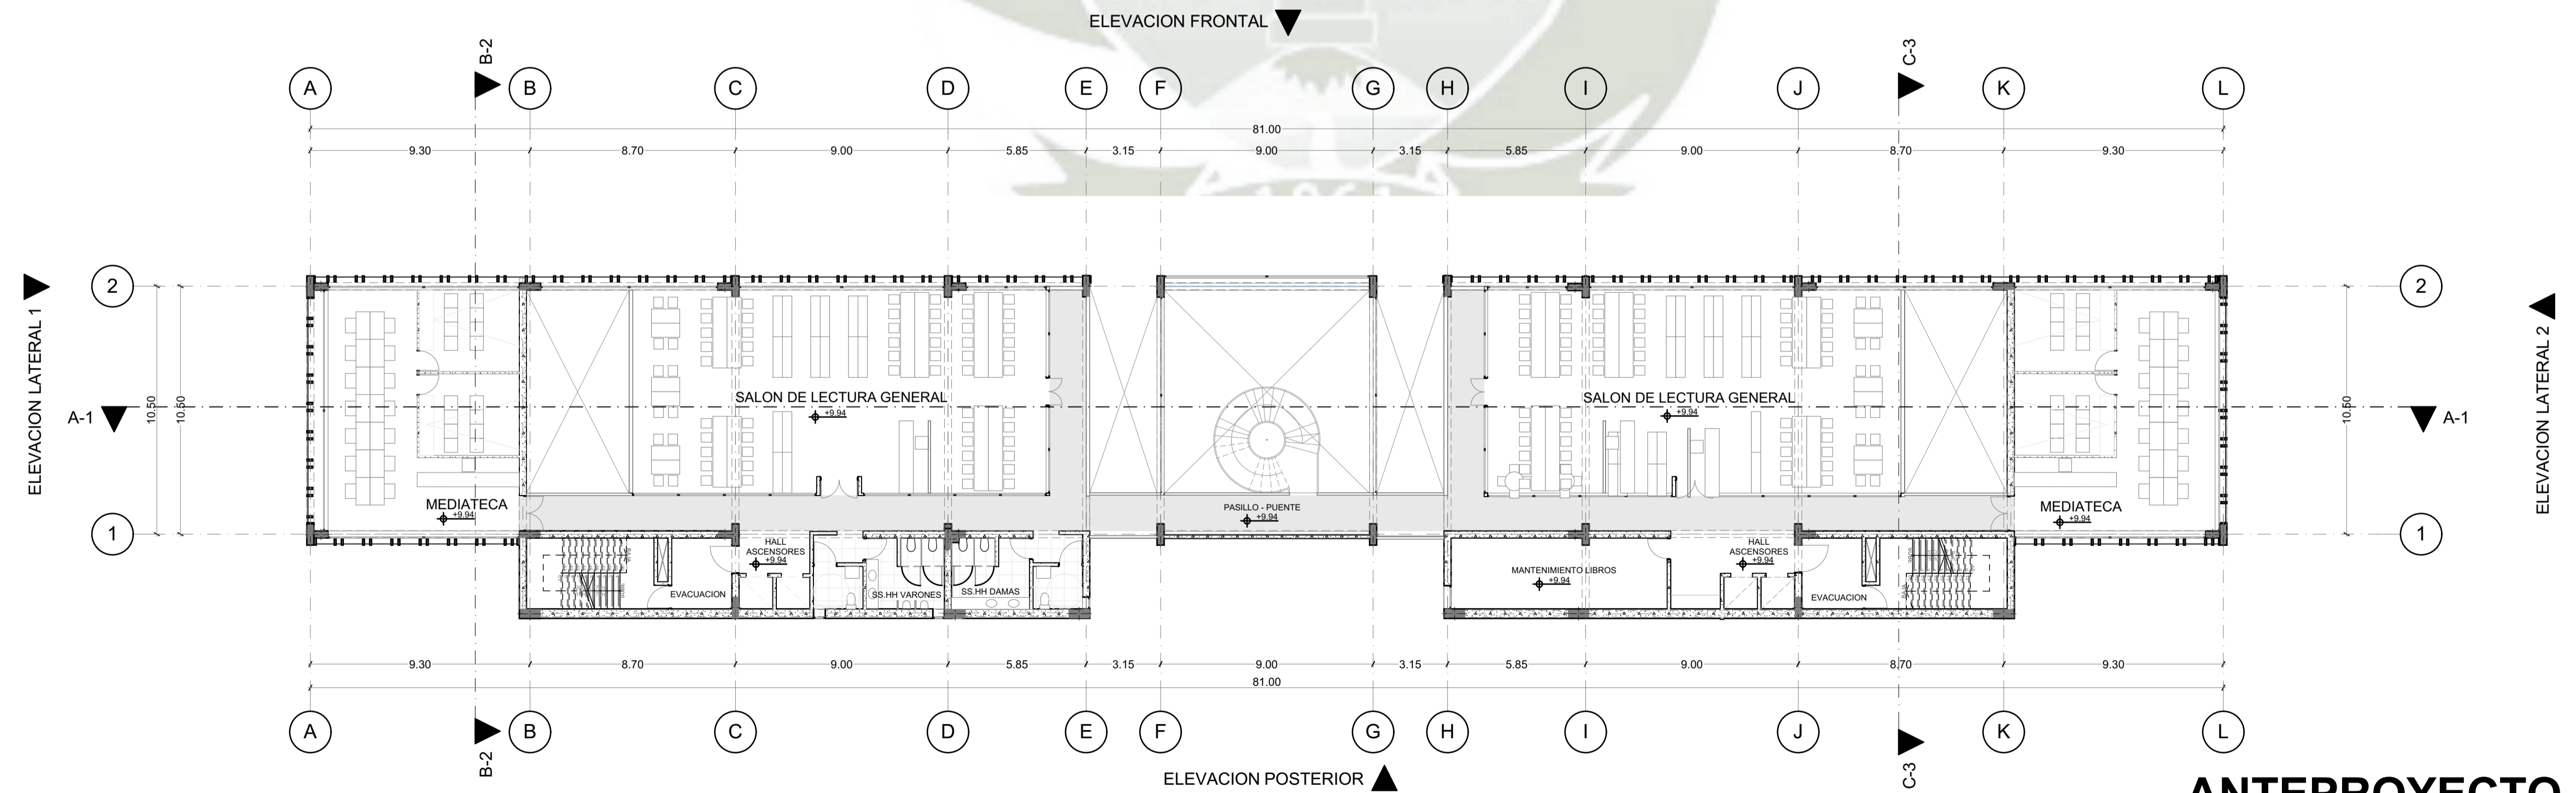 ELEVACION FRONTAL
B-2
C-3
A B C D E F G H I J K L
81.00
9.30 8.70 9.00 5.85 3.15 9.00 3.15 5.85 9.00 8.70 9.30
1961
ELEVACION LATERAL 1
ELEVACION LATERAL 2
2 2
10.50 10.50 10.50
A-1 A-1
SALON DE LECTURA GENERAL SALON DE LECTURA GENERAL
+9.94 +9.94
MEDIATECA MEDIATECA
+9.94 +9.94
PASILLO - PUENTE
+9.94
1 1
HALL
ASCENSORES
+9.94
HALL
ASCENSORES
+9.94
MANTENIMIENTO LIBROS
+9.94
EVACUACION SS.HH VARONES SS.HH DAMAS EVACUACION
9.30 8.70 9.00 5.85 3.15 9.00 3.15 5.85 9.00 8.70 9.30
81.00
A B C D E F G H I J K L
B-2
C-3
ELEVACION POSTERIOR
ANTEPROYECTO